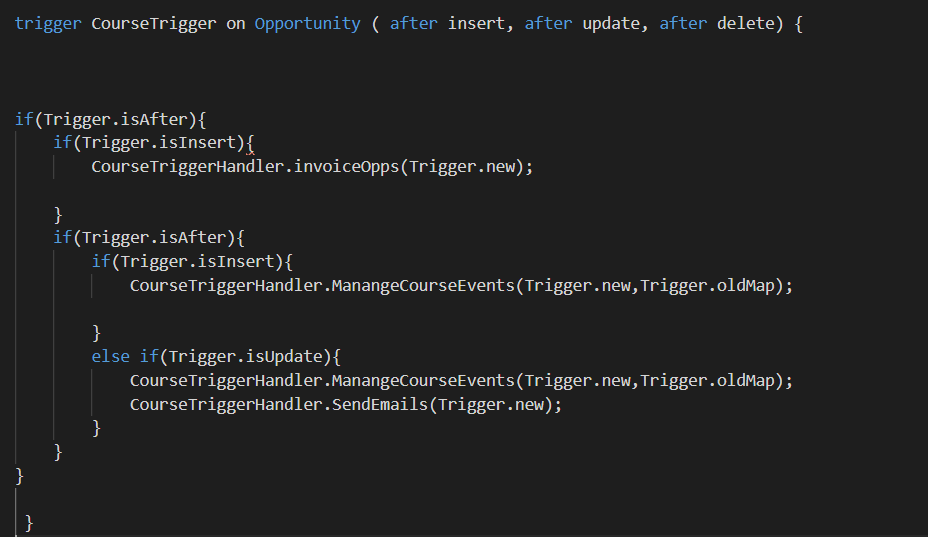 trigger CourseTrigger on Opportunity ( after insert, after update, after delete) {
if(Trigger.isAfter){
if(Trigger.isInsert){
CourseTriggerHandler.invoiceOpps(Trigger.new);
}
if(Trigger.isAfter){
if(Trigger.isInsert){
CourseTriggerHandler.ManangeCourseEvents(Trigger.new,Trigger.oldMap);
}
else if(Trigger.isUpdate){
CourseTriggerHandler.ManangeCourseEvents(Trigger.new,Trigger.oldMap);
CourseTriggerHandler.SendEmails(Trigger.new);
}
}
}
}